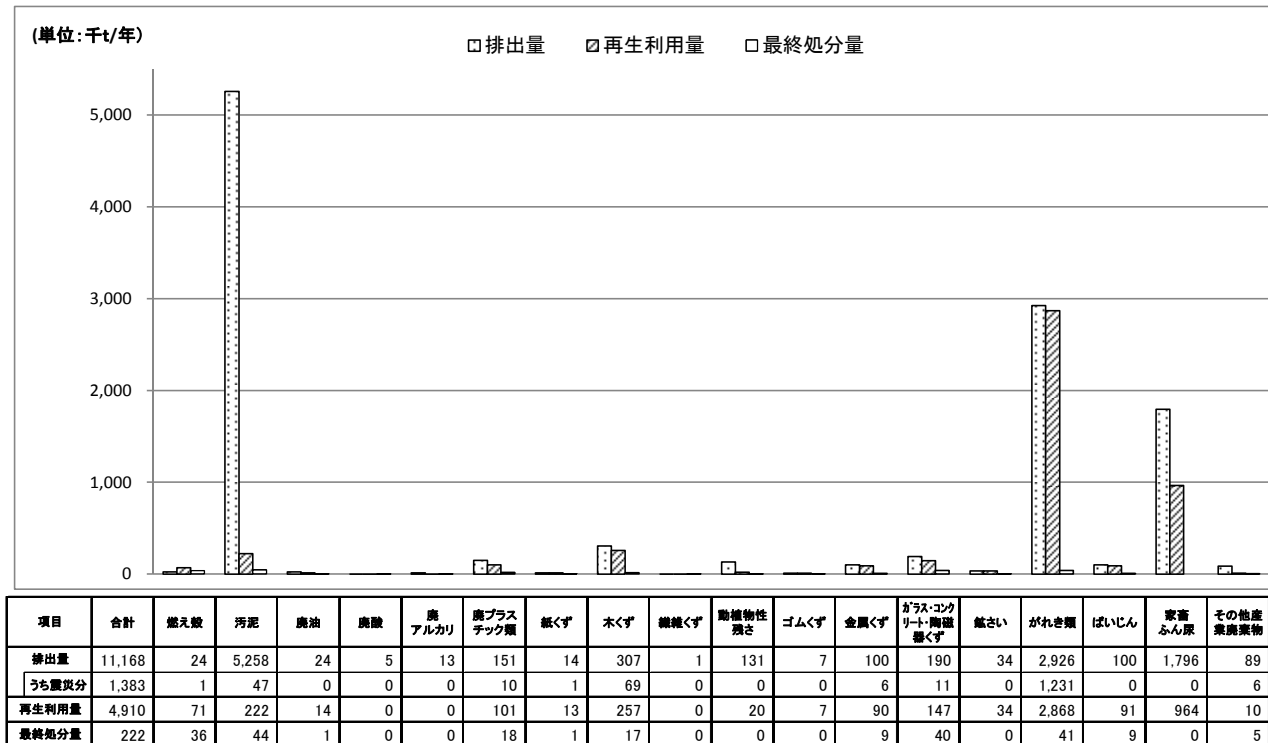 (単位：千t/年)
排出量 再生利用量 最終処分量
5,000
4,000
3,000
2,000
1,000
0
項目 合計 燃え殻 汚泥 廃油 廃酸 廃アルカリ 廃プラスチック類 紙くず 木くず 繊維くず 動植物性残さ ゴムくず 金属くず ガラス・コンクリート・陶磁器くず 鉱さい がれき類 ばいじん 家畜ふん尿 その他産業廃棄物
排出量 11,168 24 5,258 24 5 13 151 14 307 1 131 7 100 190 34 2,926 100 1,796 89
うち震災分 1,383 1 47 0 0 0 10 1 69 0 0 0 6 11 0 1,231 0 0 6
再生利用量 4,910 71 222 14 0 0 101 13 257 0 20 7 90 147 34 2,868 91 964 10
最終処分量 222 36 44 1 0 0 18 1 17 0 0 0 9 40 0 41 9 0 5